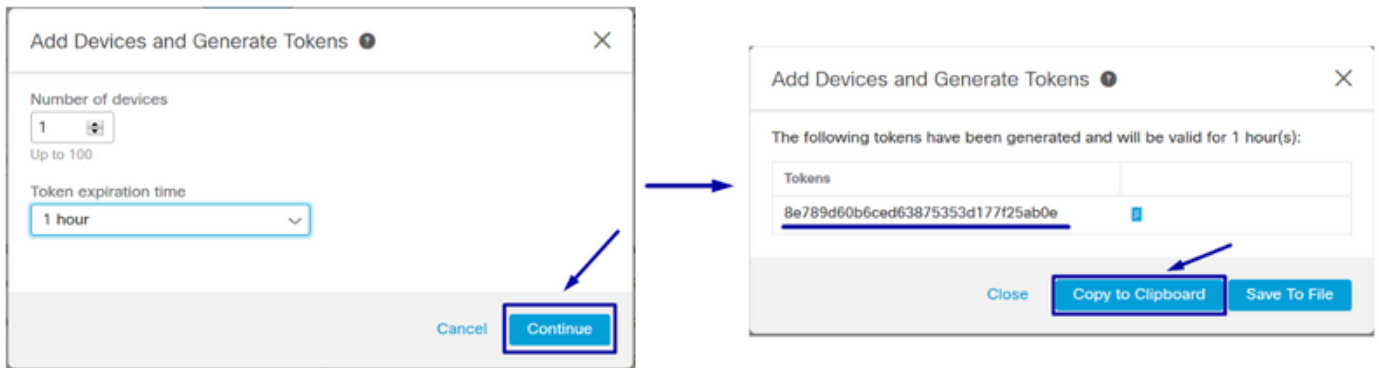 Add Devices and Generate Tokens ?
Number of devices
1
Up to 100
Token expiration time
1 hour
Cancel
Continue
Add Devices and Generate Tokens ?
The following tokens have been generated and will be valid for 1 hour(s):
Tokens
8e789d60b6ced63875353d177f25ab0e
Close
Copy to Clipboard
Save To File